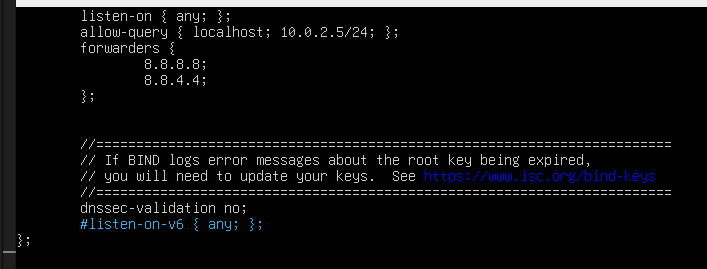 listen-on { any; };
allow-query { localhost; 10.0.2.5/24; };
forwarders {
8.8.8.8;
8.8.4.4;
};
//========================================================================
// If BIND logs error messages about the root key being expired,
// you will need to update your keys.  See https://www.isc.org/bind-keys
//========================================================================
dnssec-validation no;
#listen-on-v6 { any; };
};